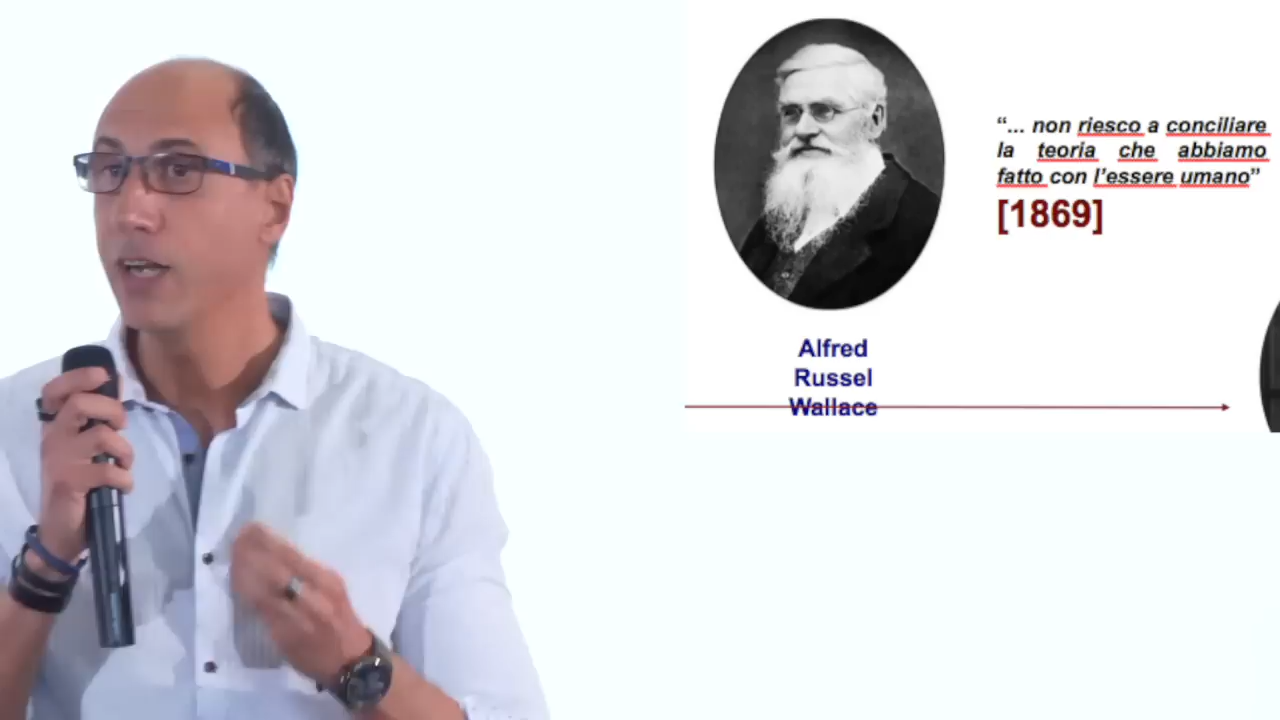 “... non riesco a conciliare
la teoria che abbiamo
fatto con l’essere umano”
[1869]
Alfred
Russel
Wallace